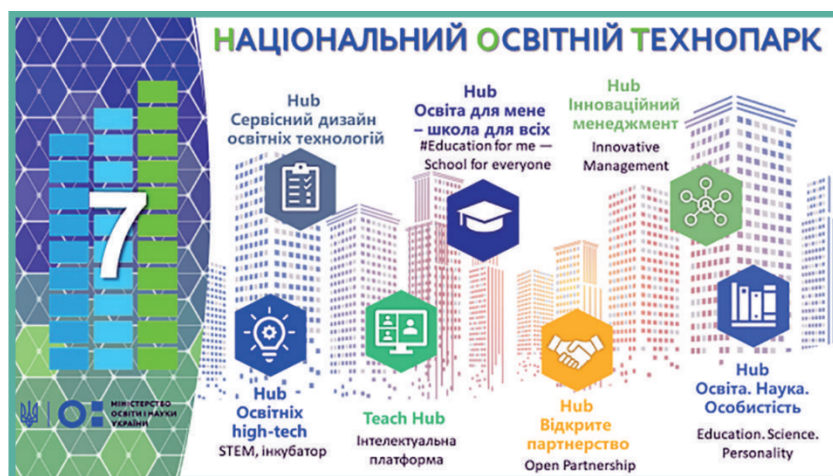 НАЦІОНАЛЬНИЙ ОСВІТНІЙ ТЕХНОПАРК
7
МІНІСТЕРСТВО
ОСВІТИ І НАУКИ
УКРАЇНИ
Hub
Сервісний дизайн
освітніх технологій
Hub
Освіта для мене
– школа для всіх
#Education for me —
School for everyone
Hub
Інноваційний
менеджмент
Innovative
Management
Hub
Освітніх
high-tech
STEM, інкубатор
Teach Hub
Інтелектуальна
платформа
Hub
Відкрите
партнерство
Open Partnership
Hub
Освіта. Наука.
Особистість
Education. Science.
Personality